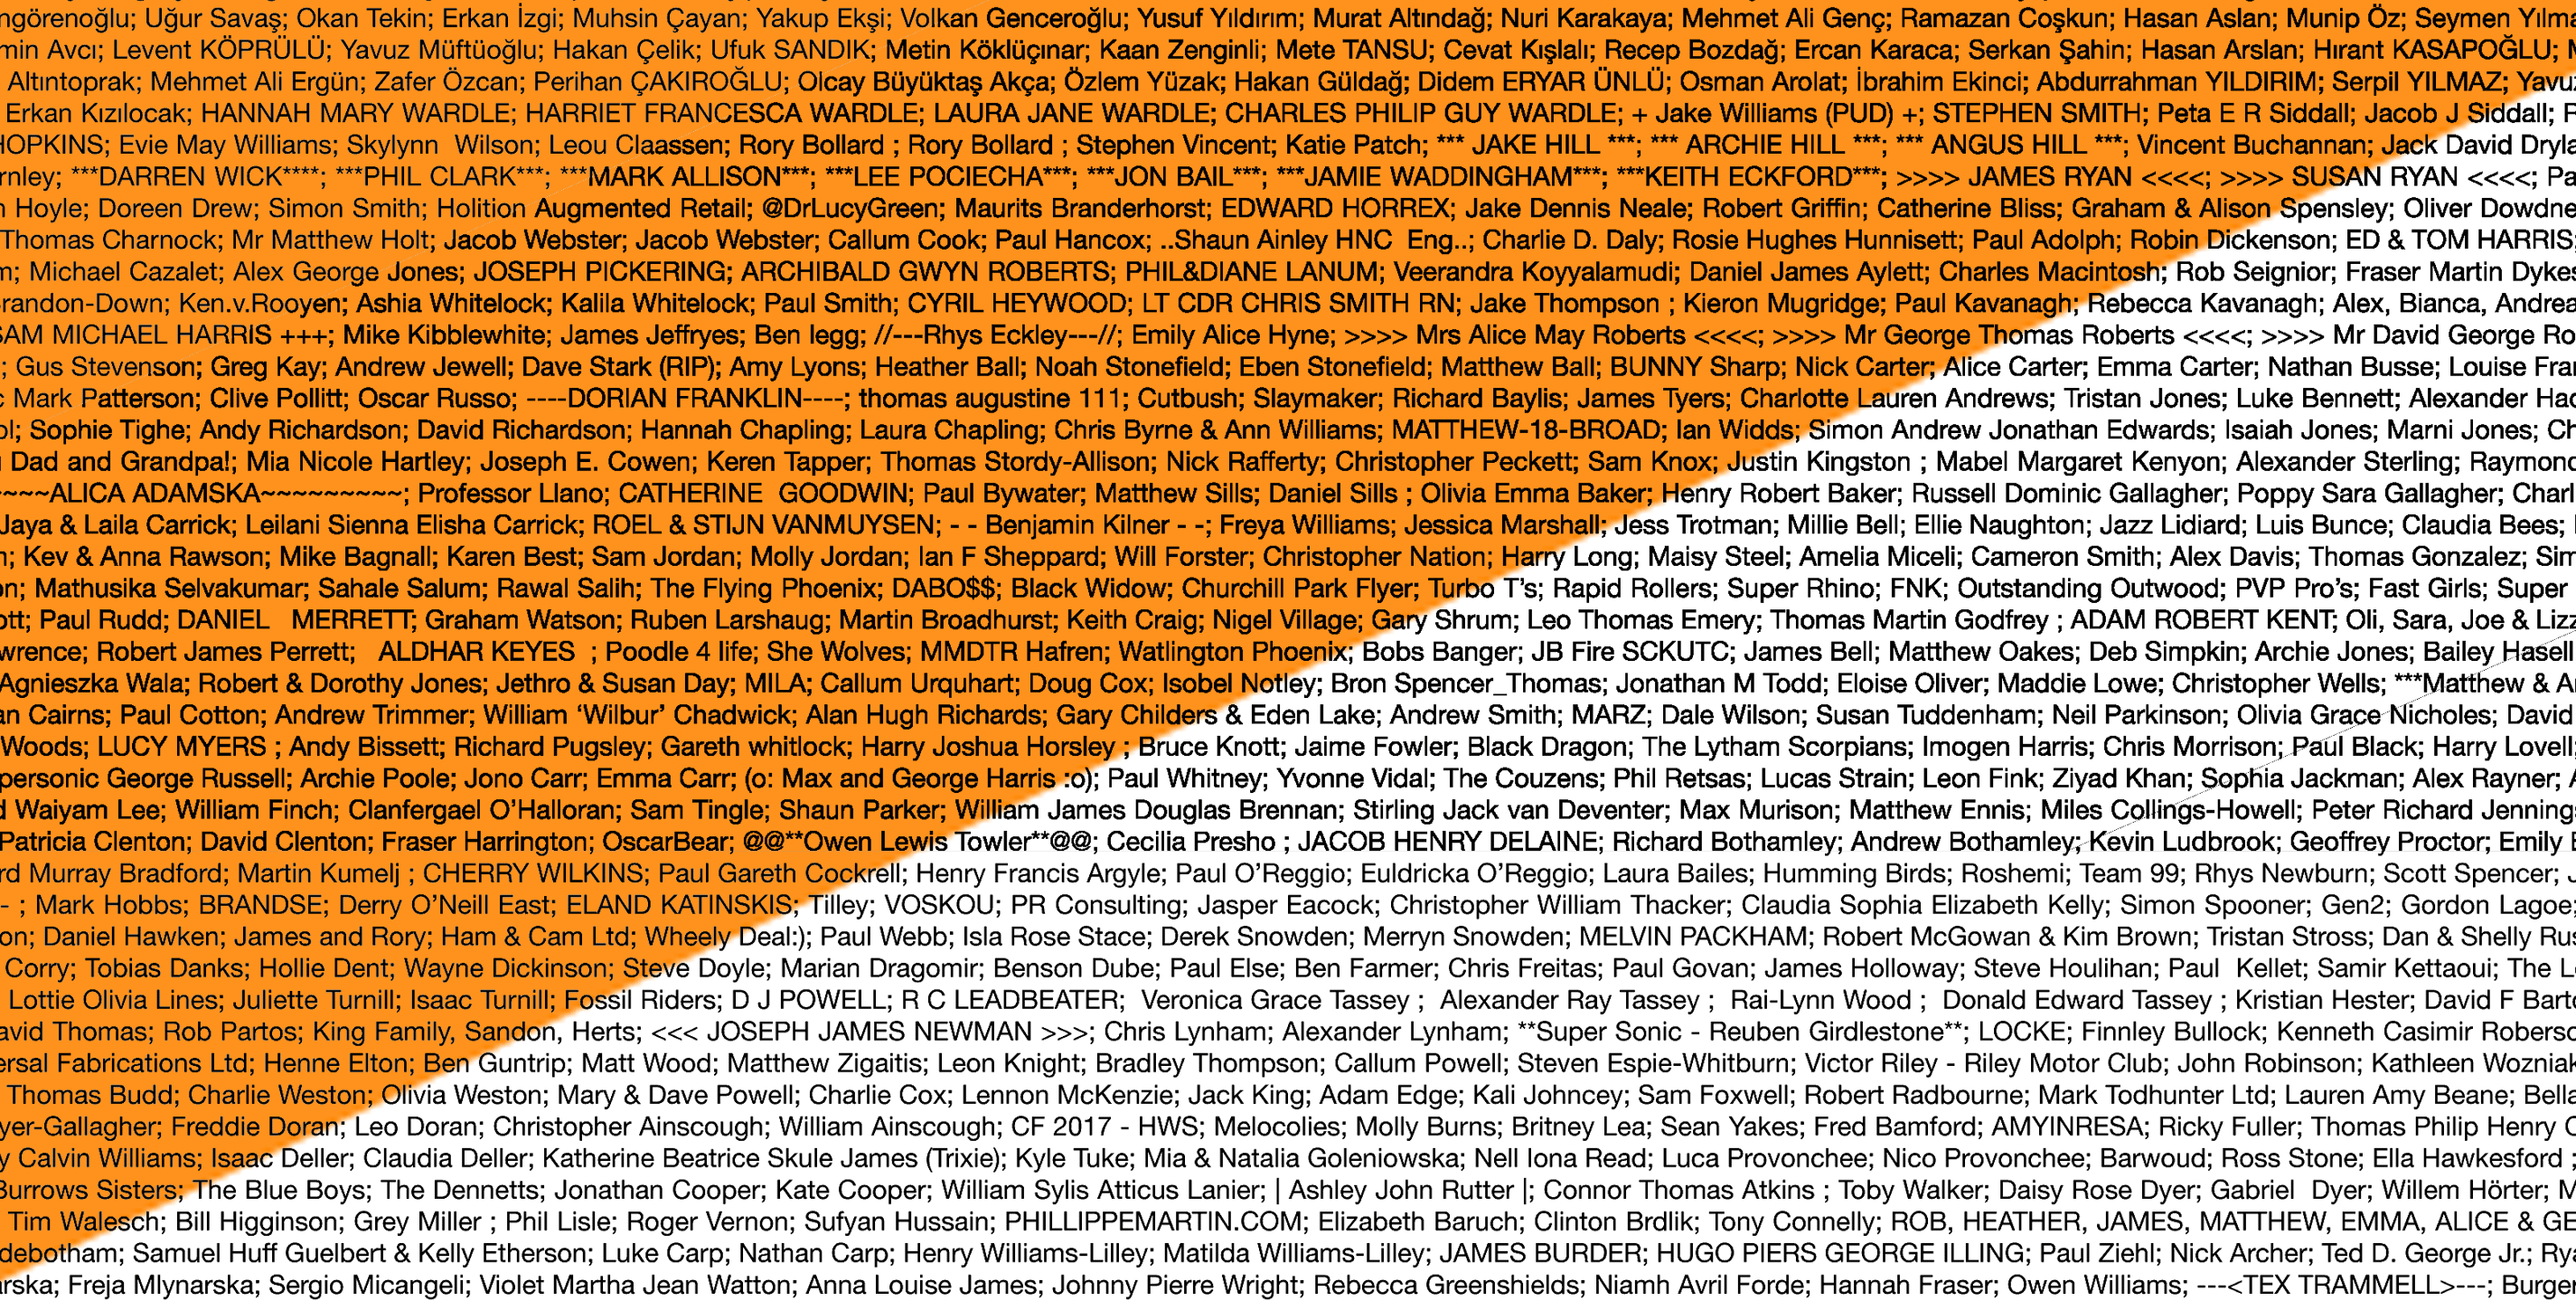 ngörenoğlu; Uğur Savaş; Okan Tekin; Erkan İzgi; Muhsin Çayan; Yakup Ekşi; Volkan Genceroğlu; Yusuf Yıldırım; Murat Altındağ; Nuri Karakaya; Mehmet Ali Genç; Ramazan Coşkun; Hasan Aslan; Munip Öz; Seymen Yılma
min Avcı; Levent KÖPRÜLÜ; Yavuz Müftüoğlu; Hakan Çelik; Ufuk SANDIK; Metin Köklüçınar; Kaan Zenginli; Mete TANSU; Cevat Kışlalı; Recep Bozdağ; Ercan Karaca; Serkan Şahin; Hasan Arslan; Hırant KASAPOĞLU; M
Altıntoprak; Mehmet Ali Ergün; Zafer Özcan; Perihan ÇAKIROĞLU; Olcay Büyüktaş Akça; Özlem Yüzak; Hakan Güldağ; Didem ERYAR ÜNLÜ; Osman Arolat; İbrahim Ekinci; Abdurrahman YILDIRIM; Serpil YILMAZ; Yavuz
Erkan Kızılocak; HANNAH MARY WARDLE; HARRIET FRANCESCA WARDLE; LAURA JANE WARDLE; CHARLES PHILIP GUY WARDLE; + Jake Williams (PUD) +; STEPHEN SMITH; Peta E R Siddall; Jacob J Siddall; R
HOPKINS; Evie May Williams; Skylynn Wilson; Leou Claassen; Rory Bollard ; Rory Bollard ; Stephen Vincent; Katie Patch; *** JAKE HILL ***; *** ARCHIE HILL ***; *** ANGUS HILL ***; Vincent Buchannan; Jack David Dryla
rnley; ***DARREN WICK****; ***PHIL CLARK***; ***MARK ALLISON***; ***LEE POCIECHA***; ***JON BAIL***; ***JAMIE WADDINGHAM***; ***KEITH ECKFORD***; >>>> JAMES RYAN <<<<; >>>> SUSAN RYAN <<<<; Pa
n Hoyle; Doreen Drew; Simon Smith; Holition Augmented Retail; @DrLucyGreen; Maurits Branderhorst; EDWARD HORREX; Jake Dennis Neale; Robert Griffin; Catherine Bliss; Graham & Alison Spensley; Oliver Dowdne
Thomas Charnock; Mr Matthew Holt; Jacob Webster; Jacob Webster; Callum Cook; Paul Hancox; ..Shaun Ainley HNC Eng..; Charlie D. Daly; Rosie Hughes Hunnisett; Paul Adolph; Robin Dickenson; ED & TOM HARRIS;
m; Michael Cazalet; Alex George Jones; JOSEPH PICKERING; ARCHIBALD GWYN ROBERTS; PHIL&DIANE LANUM; Veerandra Koyyalamudi; Daniel James Aylett; Charles Macintosh; Rob Seignior; Fraser Martin Dykes
Brandon-Down; Ken.v.Rooyen; Ashia Whitelock; Kalila Whitelock; Paul Smith; CYRIL HEYWOOD; LT CDR CHRIS SMITH RN; Jake Thompson ; Kieron Mugridge; Paul Kavanagh; Rebecca Kavanagh; Alex, Bianca, Andrea
SAM MICHAEL HARRIS +++; Mike Kibblewhite; James Jeffryes; Ben legg; //---Rhys Eckley---//; Emily Alice Hyne; >>>> Mrs Alice May Roberts <<<<; >>>> Mr George Thomas Roberts <<<<; >>>> Mr David George Ro
; Gus Stevenson; Greg Kay; Andrew Jewell; Dave Stark (RIP); Amy Lyons; Heather Ball; Noah Stonefield; Eben Stonefield; Matthew Ball; BUNNY Sharp; Nick Carter; Alice Carter; Emma Carter; Nathan Busse; Louise Fran
c Mark Patterson; Clive Pollitt; Oscar Russo; ----DORIAN FRANKLIN----; thomas augustine 111; Cutbush; Slaymaker; Richard Baylis; James Tyers; Charlotte Lauren Andrews; Tristan Jones; Luke Bennett; Alexander Hac
ol; Sophie Tighe; Andy Richardson; David Richardson; Hannah Chapling; Laura Chapling; Chris Byrne & Ann Williams; MATTHEW-18-BROAD; Ian Widds; Simon Andrew Jonathan Edwards; Isaiah Jones; Marni Jones; Ch
Dad and Grandpa!; Mia Nicole Hartley; Joseph E. Cowen; Keren Tapper; Thomas Stordy-Allison; Nick Rafferty; Christopher Peckett; Sam Knox; Justin Kingston ; Mabel Margaret Kenyon; Alexander Sterling; Raymond
~~~~ALICA ADAMSKA~~~~~~~~~; Professor Llano; CATHERINE GOODWIN; Paul Bywater; Matthew Sills; Daniel Sills ; Olivia Emma Baker; Henry Robert Baker; Russell Dominic Gallagher; Poppy Sara Gallagher; Charl
Jaya & Laila Carrick; Leilani Sienna Elisha Carrick; ROEL & STIJN VANMUYSEN; - - Benjamin Kilner - -; Freya Williams; Jessica Marshall; Jess Trotman; Millie Bell; Ellie Naughton; Jazz Lidiard; Luis Bunce; Claudia Bees;
n; Kev & Anna Rawson; Mike Bagnall; Karen Best; Sam Jordan; Molly Jordan; Ian F Sheppard; Will Forster; Christopher Nation; Harry Long; Maisy Steel; Amelia Miceli; Cameron Smith; Alex Davis; Thomas Gonzalez; Sim
on; Mathusika Selvakumar; Sahale Salum; Rawal Salih; The Flying Phoenix; DABO$$; Black Widow; Churchill Park Flyer; Turbo T's; Rapid Rollers; Super Rhino; FNK; Outstanding Outwood; PVP Pro's; Fast Girls; Super
ott; Paul Rudd; DANIEL MERRETT; Graham Watson; Ruben Larshaug; Martin Broadhurst; Keith Craig; Nigel Village; Gary Shrum; Leo Thomas Emery; Thomas Martin Godfrey ; ADAM ROBERT KENT; Oli, Sara, Joe & Lizz
wrence; Robert James Perrett; ALDHAR KEYES ; Poodle 4 life; She Wolves; MMDTR Hafren; Watlington Phoenix; Bobs Banger; JB Fire SCKUTC; James Bell; Matthew Oakes; Deb Simpkin; Archie Jones; Bailey Hasell
Agnieszka Wala; Robert & Dorothy Jones; Jethro & Susan Day; MILA; Callum Urquhart; Doug Cox; Isobel Notley; Bron Spencer_Thomas; Jonathan M Todd; Eloise Oliver; Maddie Lowe; Christopher Wells; ***Matthew & A
an Cairns; Paul Cotton; Andrew Trimmer; William ‘Wilbur’ Chadwick; Alan Hugh Richards; Gary Childers & Eden Lake; Andrew Smith; MARZ; Dale Wilson; Susan Tuddenham; Neil Parkinson; Olivia Grace Nicholes; David
Woods; LUCY MYERS ; Andy Bissett; Richard Pugsley; Gareth whitlock; Harry Joshua Horsley ; Bruce Knott; Jaime Fowler; Black Dragon; The Lytham Scorpians; Imogen Harris; Chris Morrison; Paul Black; Harry Lovell;
personic George Russell; Archie Poole; Jono Carr; Emma Carr; (o: Max and George Harris :o); Paul Whitney; Yvonne Vidal; The Couzens; Phil Retsas; Lucas Strain; Leon Fink; Ziyad Khan; Sophia Jackman; Alex Rayner; A
d Waiyam Lee; William Finch; Clanfergael O’Halloran; Sam Tingle; Shaun Parker; William James Douglas Brennan; Stirling Jack van Deventer; Max Murison; Matthew Ennis; Miles Collings-Howell; Peter Richard Jenning
Patricia Clenton; David Clenton; Fraser Harrington; OscarBear; @@**Owen Lewis Towler**@@; Cecilia Presho ; JACOB HENRY DELAINE; Richard Bothamley; Andrew Bothamley; Kevin Ludbrook; Geoffrey Proctor; Emily E
rd Murray Bradford; Martin Kumelj ; CHERRY WILKINS; Paul Gareth Cockrell; Henry Francis Argyle; Paul O’Reggio; Euldricka O’Reggio; Laura Bailes; Humming Birds; Roshemi; Team 99; Rhys Newburn; Scott Spencer; J
- ; Mark Hobbs; BRANDSE; Derry O’Neill East; ELAND KATINSKIS; Tilley; VOSKOU; PR Consulting; Jasper Eacock; Christopher William Thacker; Claudia Sophia Elizabeth Kelly; Simon Spooner; Gen2; Gordon Lagoe;
on; Daniel Hawken; James and Rory; Ham & Cam Ltd; Wheely Deal:); Paul Webb; Isla Rose Stace; Derek Snowden; Merryn Snowden; MELVIN PACKHAM; Robert McGowan & Kim Brown; Tristan Stross; Dan & Shelly Rus
Corry; Tobias Danks; Hollie Dent; Wayne Dickinson; Steve Doyle; Marian Dragomir; Benson Dube; Paul Else; Ben Farmer; Chris Freitas; Paul Govan; James Holloway; Steve Houlihan; Paul Kellet; Samir Kettaoui; The L
Lottie Olivia Lines; Juliette Turnill; Isaac Turnill; Fossil Riders; D J POWELL; R C LEADBEATER; Veronica Grace Tassey ; Alexander Ray Tassey ; Rai-Lynn Wood ; Donald Edward Tassey ; Kristian Hester; David F Barto
avid Thomas; Rob Partos; King Family, Sandon, Herts; <<< JOSEPH JAMES NEWMAN >>>; Chris Lynham; Alexander Lynham; **Super Sonic - Reuben Girdlestone**; LOCKE; Finnley Bullock; Kenneth Casimir Roberso
ersal Fabrications Ltd; Henne Elton; Ben Guntrip; Matt Wood; Matthew Zigaitis; Leon Knight; Bradley Thompson; Callum Powell; Steven Espie-Whitburn; Victor Riley - Riley Motor Club; John Robinson; Kathleen Wozniak
Thomas Budd; Charlie Weston; Olivia Weston; Mary & Dave Powell; Charlie Cox; Lennon McKenzie; Jack King; Adam Edge; Kali Johncey; Sam Foxwell; Robert Radbourne; Mark Todhunter Ltd; Lauren Amy Beane; Bella
yer-Gallagher; Freddie Doran; Leo Doran; Christopher Ainscough; William Ainscough; CF 2017 - HWS; Melocolies; Molly Burns; Britney Lea; Sean Yakes; Fred Bamford; AMYINRESA; Ricky Fuller; Thomas Philip Henry C
y Calvin Williams; Isaac Deller; Claudia Deller; Katherine Beatrice Skule James (Trixie); Kyle Tuke; Mia & Natalia Goleniowska; Nell Iona Read; Luca Provonchee; Nico Provonchee; Barwoud; Ross Stone; Ella Hawkesford ;
Burrows Sisters; The Blue Boys; The Dennetts; Jonathan Cooper; Kate Cooper; William Sylis Atticus Lanier; | Ashley John Rutter |; Connor Thomas Atkins ; Toby Walker; Daisy Rose Dyer; Gabriel Dyer; Willem Hörter; M
Tim Walesch; Bill Higginson; Grey Miller ; Phil Lisle; Roger Vernon; Sufyan Hussain; PHILLIPPEMARTIN.COM; Elizabeth Baruch; Clinton Brdlik; Tony Connelly; ROB, HEATHER, JAMES, MATTHEW, EMMA, ALICE & GE
debotham; Samuel Huff Guelbert & Kelly Etherson; Luke Carp; Nathan Carp; Henry Williams-Lilley; Matilda Williams-Lilley; JAMES BURDER; HUGO PIERS GEORGE ILLING; Paul Ziehl; Nick Archer; Ted D. George Jr.; Rya
arska; Freja Mlynarska; Sergio Micangeli; Violet Martha Jean Watton; Anna Louise James; Johnny Pierre Wright; Rebecca Greenshields; Niamh Avril Forde; Hannah Fraser; Owen Williams; ---<TEX TRAMMELL>---; Burge